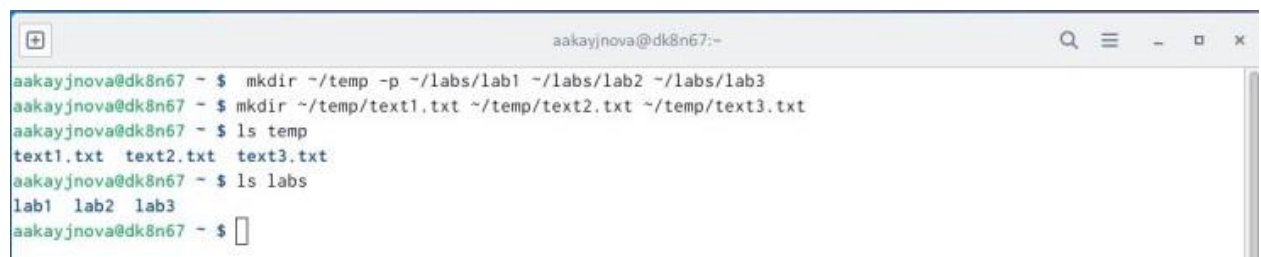 aakayjnova@dk8n67:~
aakayjnova@dk8n67 ~ $  mkdir ~/temp -p ~/labs/lab1 ~/labs/lab2 ~/labs/lab3
aakayjnova@dk8n67 ~ $ mkdir ~/temp/text1.txt ~/temp/text2.txt ~/temp/text3.txt
aakayjnova@dk8n67 ~ $ ls temp
text1.txt  text2.txt  text3.txt
aakayjnova@dk8n67 ~ $ ls labs
lab1  lab2  lab3
aakayjnova@dk8n67 ~ $